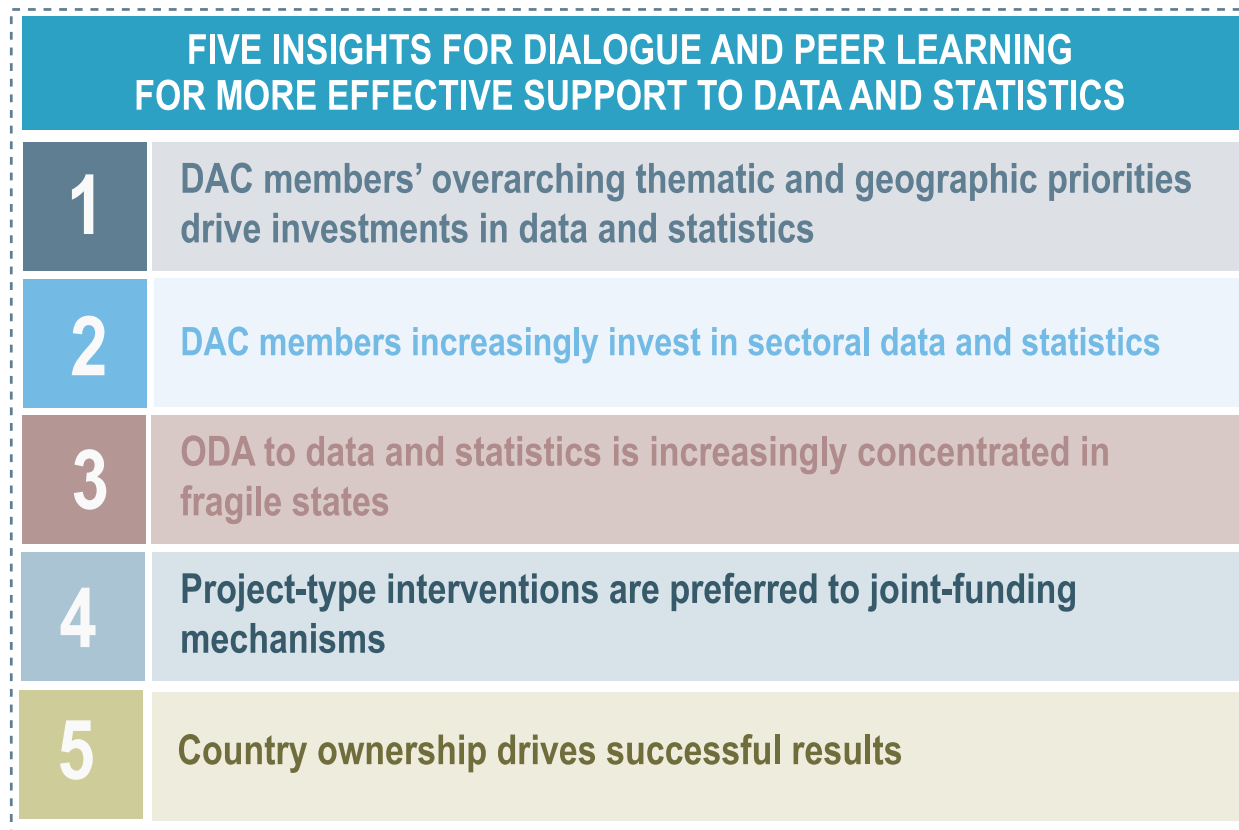 FIVE INSIGHTS FOR DIALOGUE AND PEER LEARNING
FOR MORE EFFECTIVE SUPPORT TO DATA AND STATISTICS
1
DAC members’ overarching thematic and geographic priorities
drive investments in data and statistics
2
DAC members increasingly invest in sectoral data and statistics
3
ODA to data and statistics is increasingly concentrated in
fragile states
4
Project-type interventions are preferred to joint-funding
mechanisms
5
Country ownership drives successful results